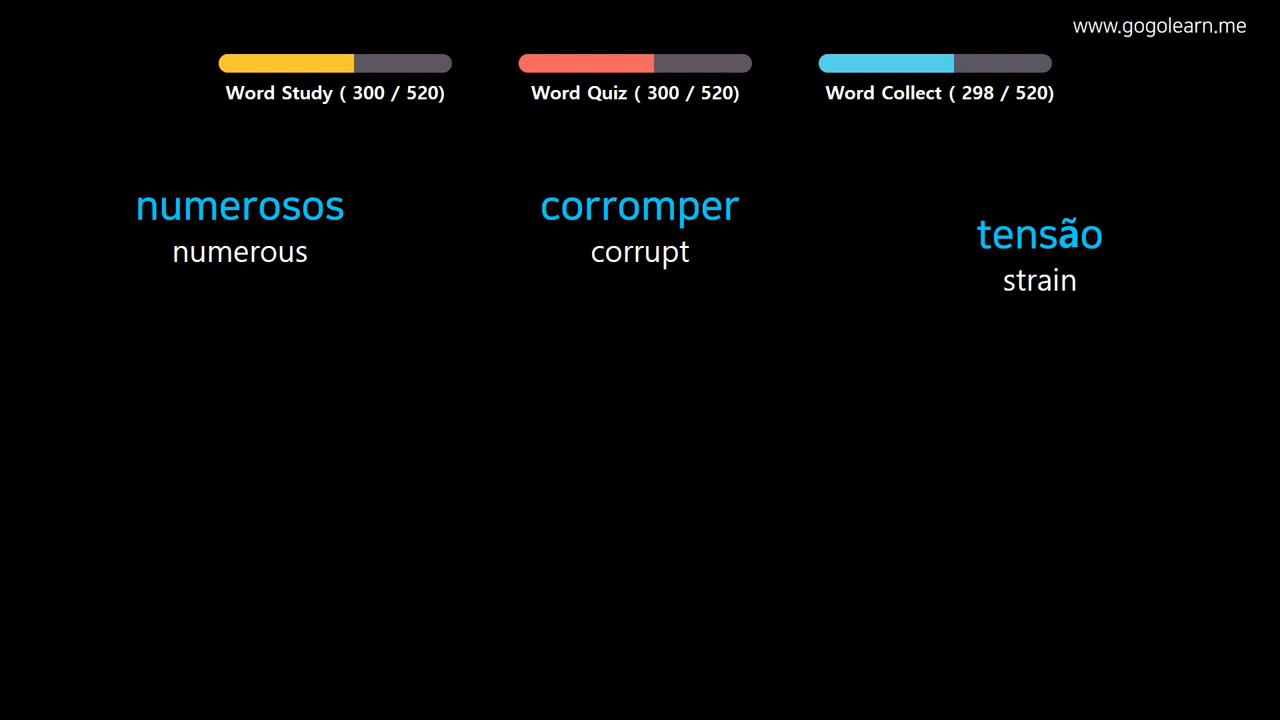 www.gogolearn.me
Word Study ( 300 / 520)
Word Quiz ( 300 / 520)
Word Collect ( 298 / 520)
numerosos
numerous
corromper
corrupt
tensão
strain